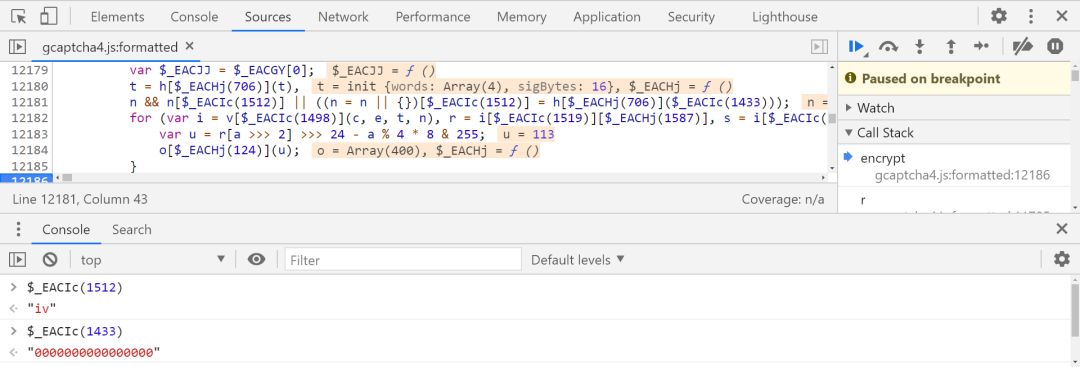 Elements Console Sources Network Performance Memory Application Security Lighthouse
gcaptcha4.js:formatted
12179 var $_EACJJ = $_EACGY[0]; $_EACJJ = ƒ ()
12180 t = h[$_EACHj(706)](t), t = init {words: Array(4), sigBytes: 16}, $_EACHj = ƒ
12181 n && n[$_EACIc(1512)] || ((n = n || {})[$_EACIc(1512)] = h[$_EACHj(706)]($_EACIc(1433))); n =
12182 for (var i = v[$_EACIc(1498)](c, e, t, n), r = i[$_EACIc(1519)][$_EACHj(1587)], s = i[$_EACIc(
12183 var u = r[a >>> 2] >>> 24 - a % 4 * 8 & 255; u = 113
12184 o[$_EACHj(124)](u); o = Array(400), $_EACHj = ƒ ()
12185 }
12186
Line 12181, Column 43 Coverage: n/a
Paused on breakpoint
Watch
Call Stack
encrypt
gcaptcha4.js:formatted:12186
r
Console Search
top Filter Default levels
> $_EACIc(1512)
"iv"
> $_EACIc(1433)
"0000000000000000"